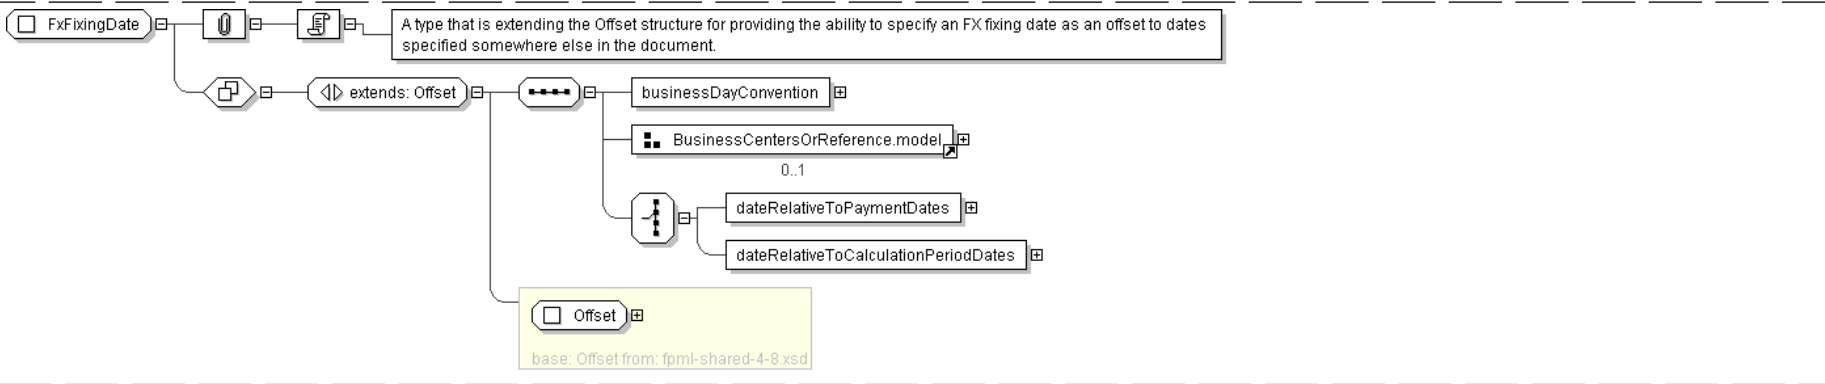 FxFixingDate
A type that is extending the Offset structure for providing the ability to specify an FX fixing date as an offset to dates
specified somewhere else in the document.
extends: Offset
businessDayConvention
BusinessCentersOrReference.model
0..1
dateRelativeToPaymentDates
dateRelativeToCalculationPeriodDates
Offset
base: Offset from: fpml-shared-4-8.xsd